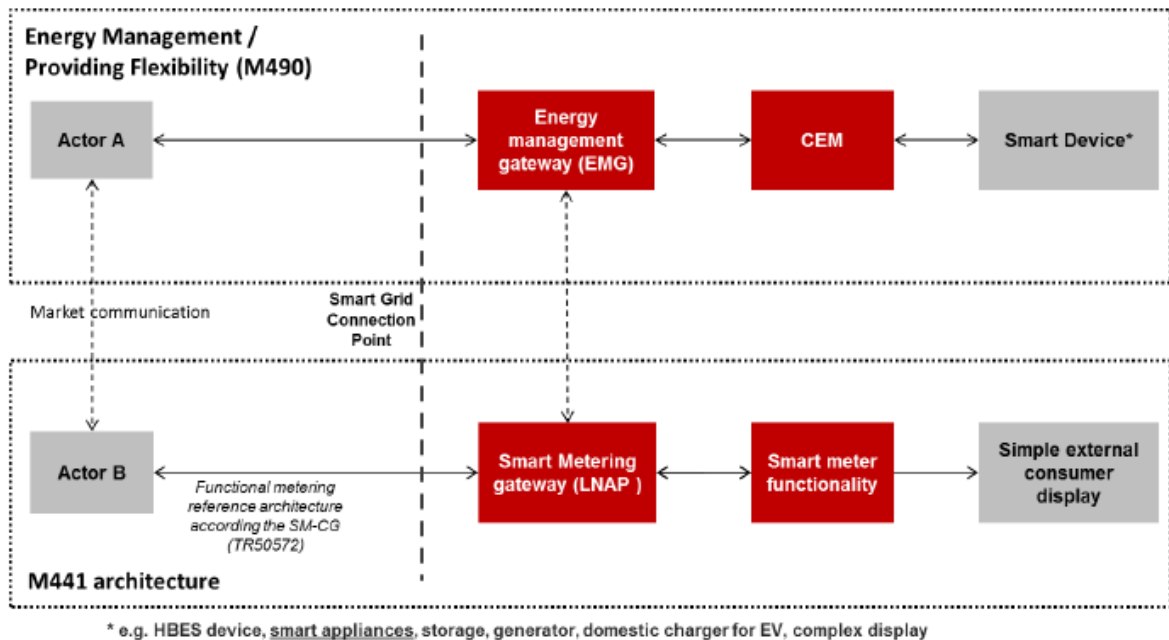 Energy Management /
Providing Flexibility (M490)
Actor A
Energy
management
gateway (EMG)
CEM
Smart Device*
Market communication
Smart Grid
Connection
Point
Actor B
Functional metering
reference architecture
according the SM-CG
(TR50572)
Smart Metering
gateway (LNAP )
Smart meter
functionality
Simple external
consumer
display
M441 architecture
* e.g. HBES device, smart appliances, storage, generator, domestic charger for EV, complex display